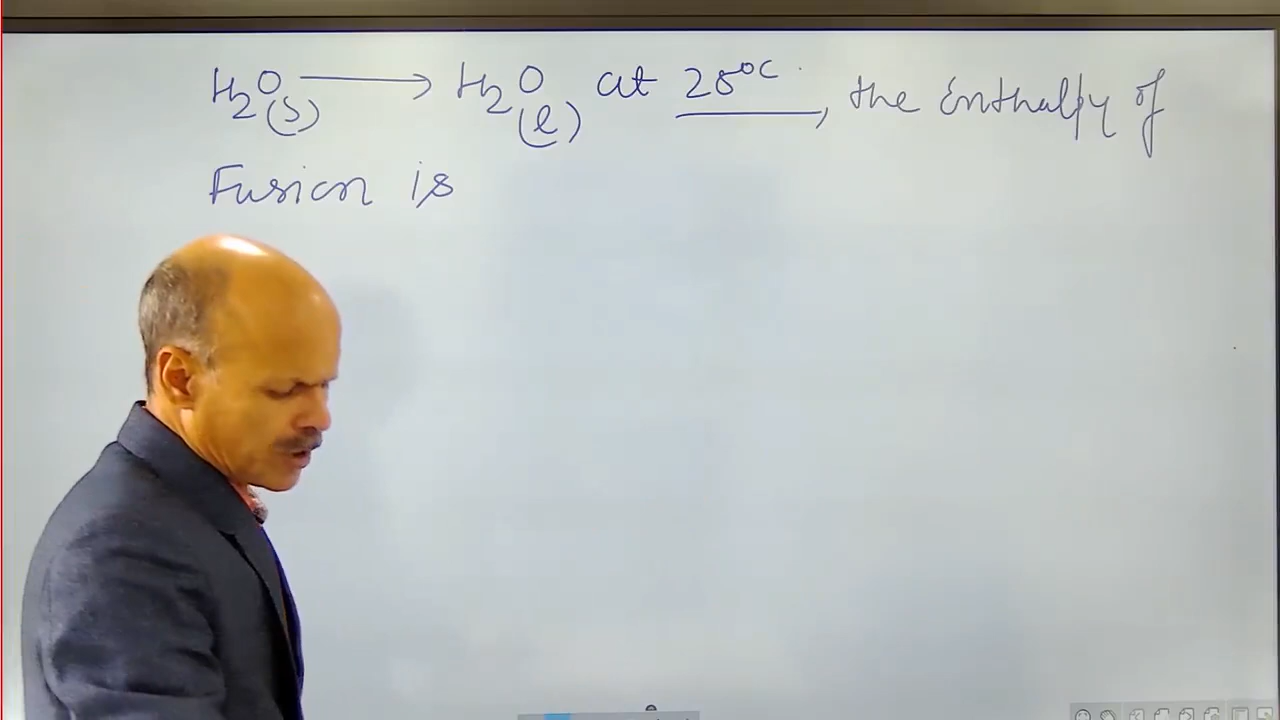 H₂O(s) ⟶ H₂O(l) at 28°C, the Enthalpy of
Fusion is